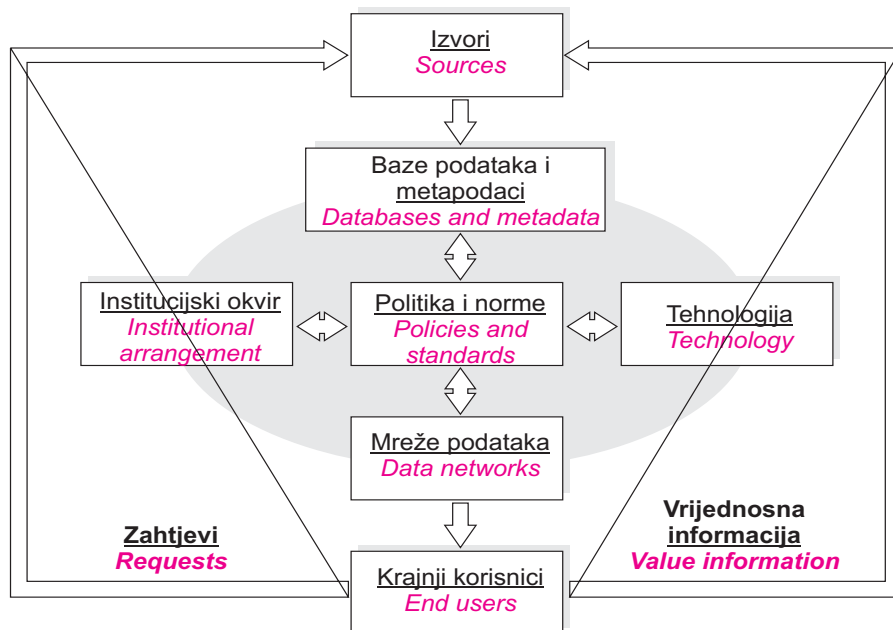 Izvori
Sources
Baze podataka i
metapodaci
Databases and metadata
Institucijski okvir
Institutional
arrangement
Politika i norme
Policies and
standards
Tehnologija
Technology
Mreže podataka
Data networks
Zahtjevi
Requests
Vrijednosna
informacija
Value information
Krajnji korisnici
End users